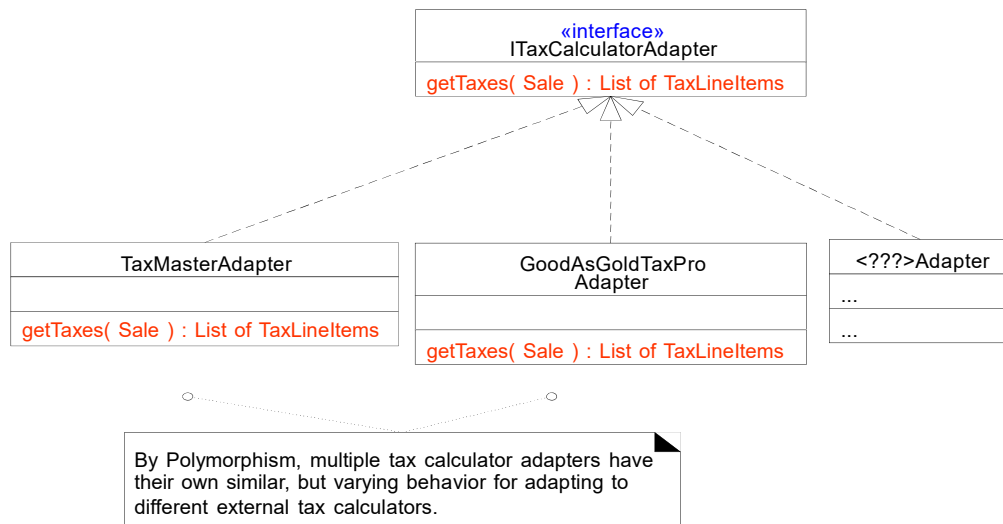 «interface»
ITaxCalculatorAdapter
getTaxes( Sale ) : List of TaxLineItems
TaxMasterAdapter
getTaxes( Sale ) : List of TaxLineItems
GoodAsGoldTaxPro
Adapter
getTaxes( Sale ) : List of TaxLineItems
<???>Adapter
...
...
By Polymorphism, multiple tax calculator adapters have
their own similar, but varying behavior for adapting to
different external tax calculators.